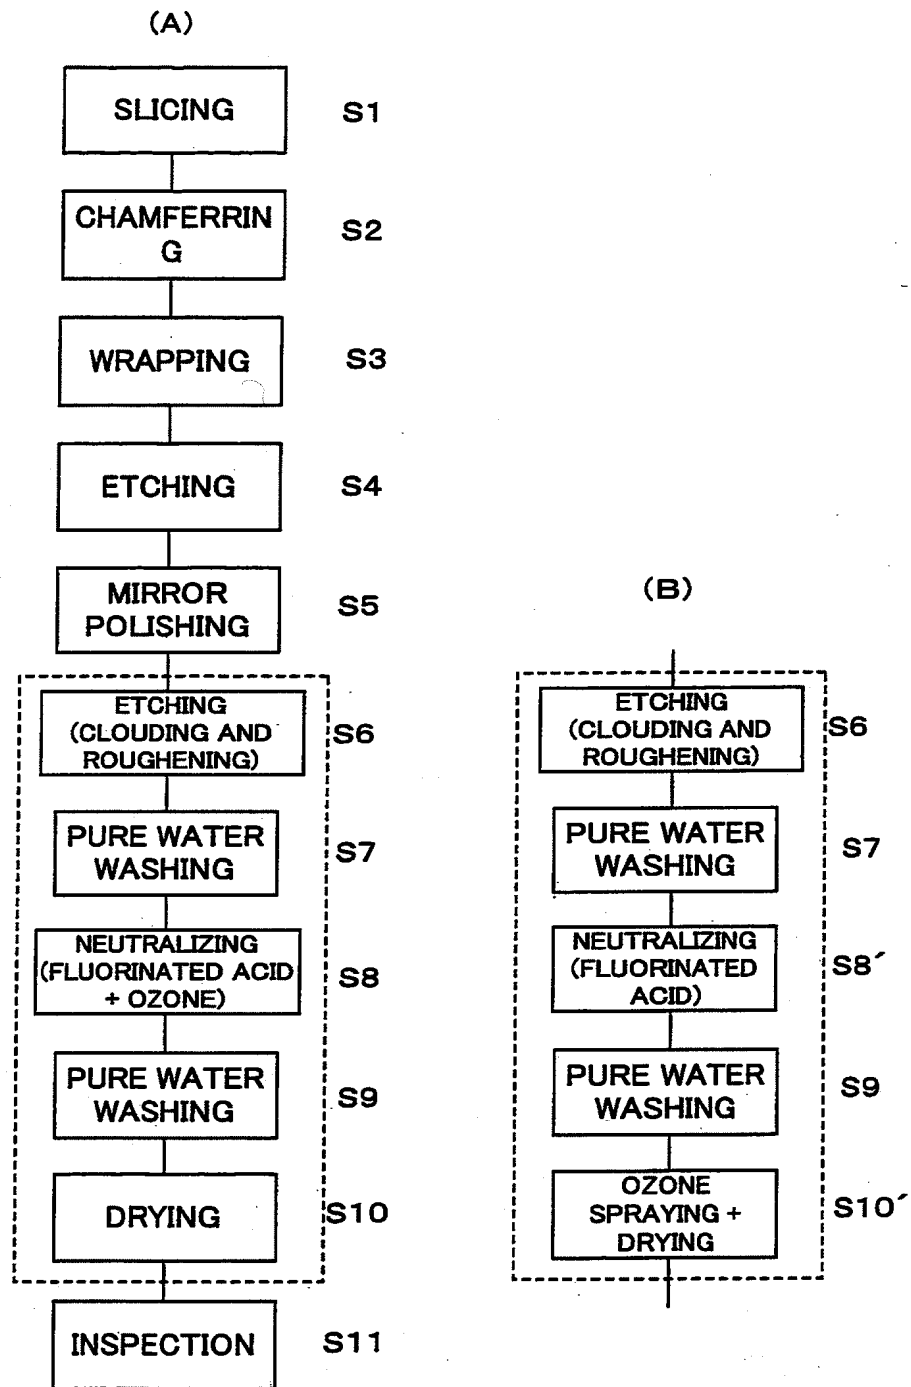 (A)
SLICING
S1
CHAMFERRIN
G
S2
WRAPPING
S3
ETCHING
S4
MIRROR
POLISHING
S5
ETCHING
(CLOUDING AND
ROUGHENING)
S6
PURE WATER
WASHING
S7
NEUTRALIZING
(FLUORINATED ACID
+ OZONE)
S8
PURE WATER
WASHING
S9
DRYING
S10
INSPECTION
S11
(B)
ETCHING
(CLOUDING AND
ROUGHENING)
S6
PURE WATER
WASHING
S7
NEUTRALIZING
(FLUORINATED
ACID)
S8´
PURE WATER
WASHING
S9
OZONE
SPRAYING +
DRYING
S10´